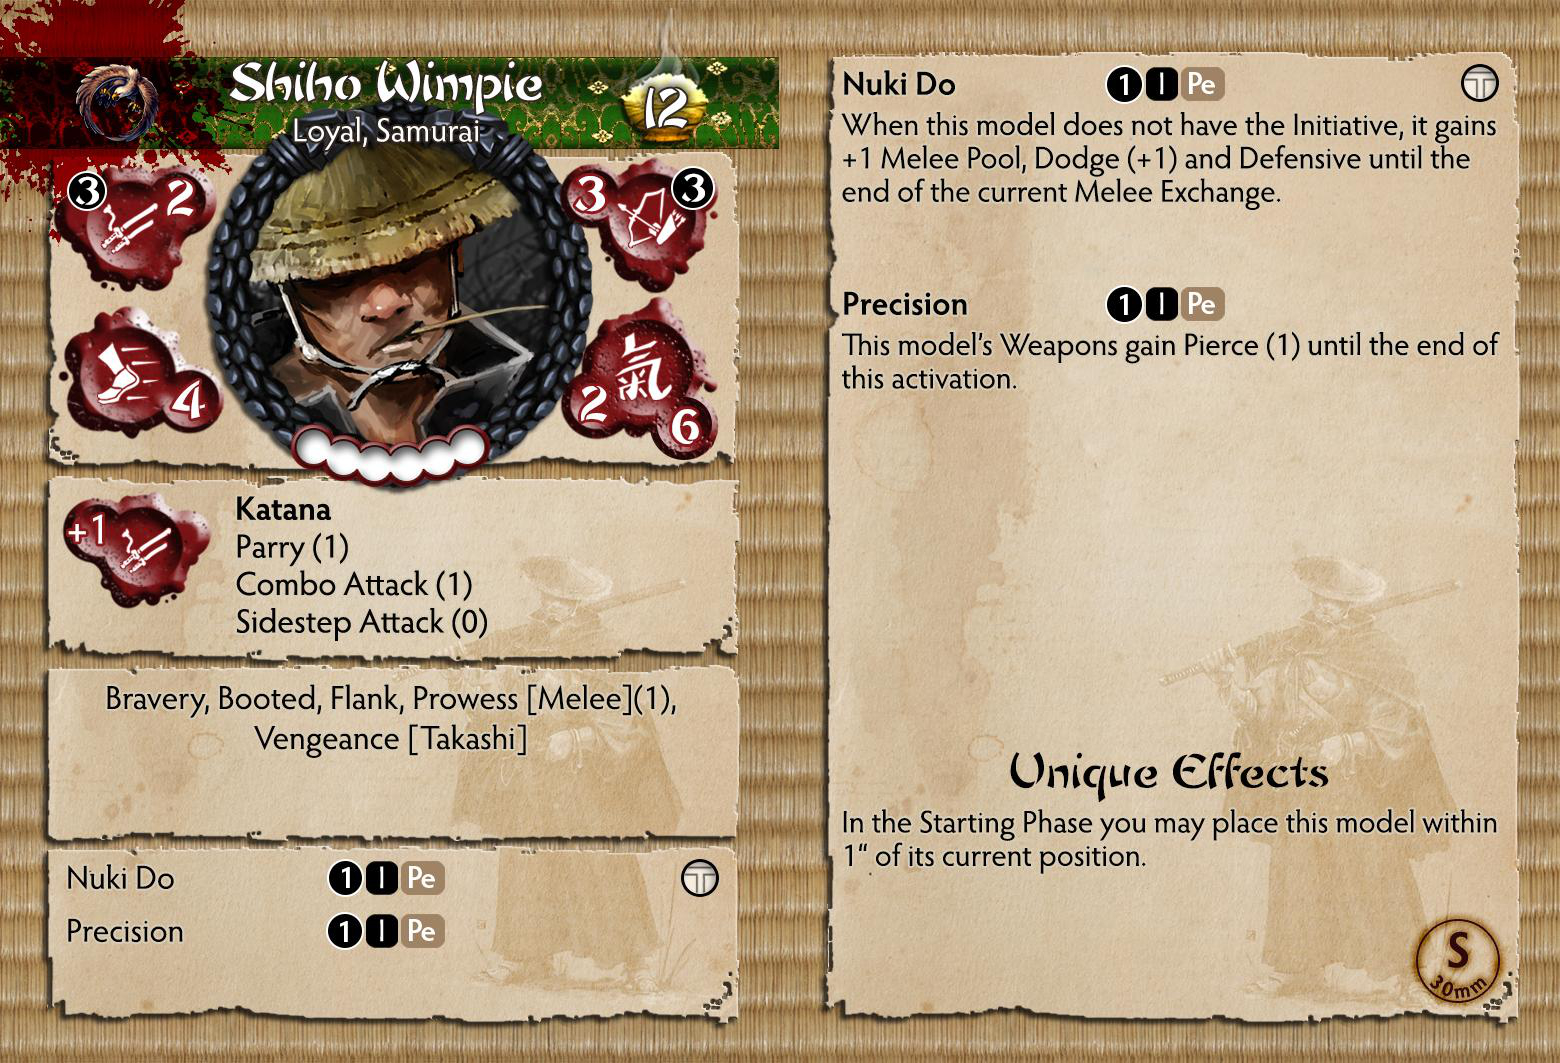 Shiho Wimpie
12
Loyal, Samurai
3 2
3 3
4
氣
2 6
+1
Katana
Parry (1)
Combo Attack (1)
Sidestep Attack (0)
Bravery, Booted, Flank, Prowess [Melee](1),
Vengeance [Takashi]
Nuki Do 1 I Pe T
Precision 1 I Pe
Nuki Do 1 I Pe T
When this model does not have the Initiative, it gains
+1 Melee Pool, Dodge (+1) and Defensive until the
end of the current Melee Exchange.
Precision 1 I Pe
This model's Weapons gain Pierce (1) until the end of
this activation.
Unique Effects
In the Starting Phase you may place this model within
1“ of its current position.
S
30mm